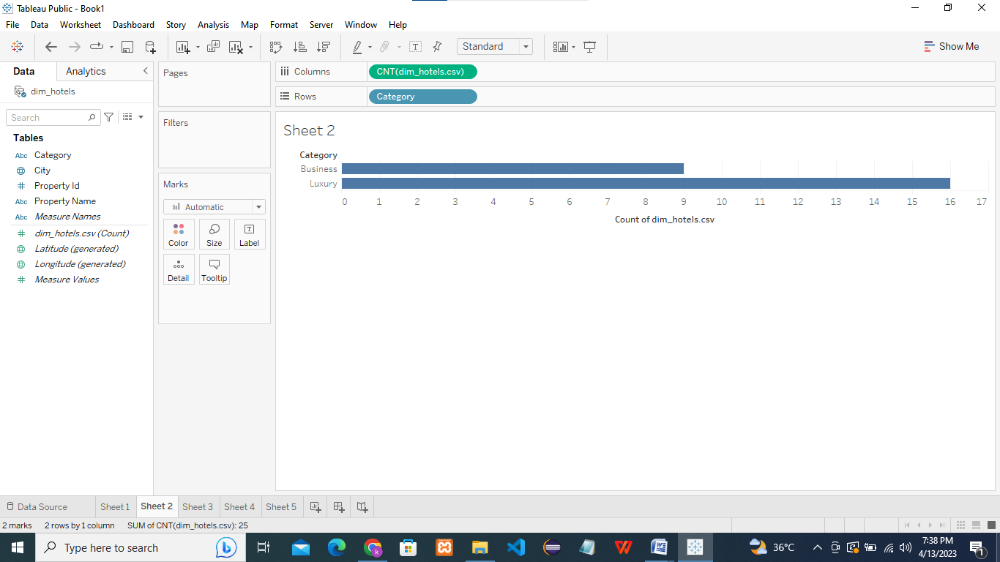 Tableau Public - Book1
File Data Worksheet Dashboard Story Analysis Map Format Server Window Help
Standard
Show Me
Data Analytics
dim_hotels
Search
Tables
Abc Category
City
# Property Id
Abc Property Name
Abc Measure Names
# dim_hotels.csv (Count)
Latitude (generated)
Longitude (generated)
# Measure Values
Pages
Filters
Marks
Automatic
Color Size Label
Detail Tooltip
Columns CNT(dim_hotels.csv)
Rows Category
Sheet 2
Category
Business
Luxury
0 1 2 3 4 5 6 7 8 9 10 11 12 13 14 15 16 17
Count of dim_hotels.csv
Data Source Sheet 1 Sheet 2 Sheet 3 Sheet 4 Sheet 5
2 marks 2 rows by 1 column SUM of CNT(dim_hotels.csv): 25
Type here to search
36°C
7:38 PM
4/13/2023
1